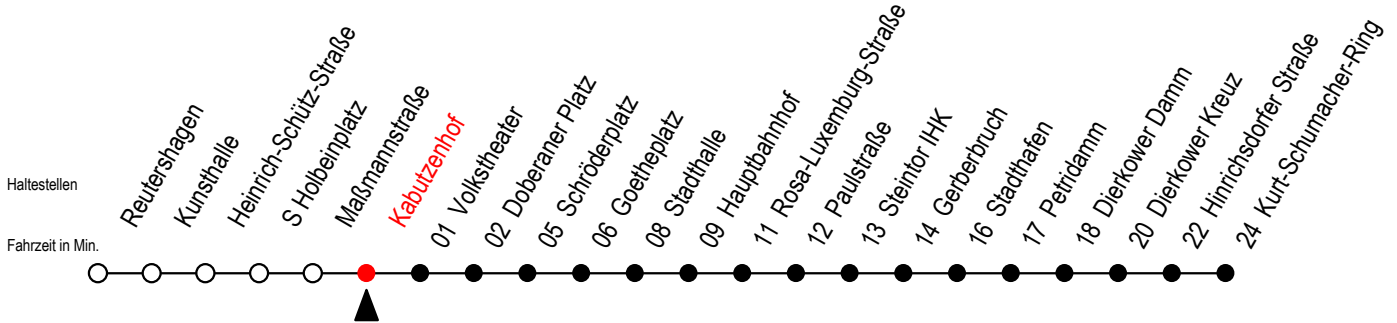 Haltestellen
Fahrzeit in Min.
Reutershagen
Kunsthalle
Heinrich-Schütz-Straße
S Holbeinplatz
Maßmannstraße
Kabutzenhof
01 Volkstheater
02 Doberaner Platz
05 Schröderplatz
06 Goetheplatz
08 Stadthalle
09 Hauptbahnhof
11 Rosa-Luxemburg-Straße
12 Paulstraße
13 Steintor IHK
14 Gerberbruch
16 Stadthafen
17 Petridamm
18 Dierkower Damm
20 Dierkower Kreuz
22 Hinrichsdorfer Straße
24 Kurt-Schumacher-Ring